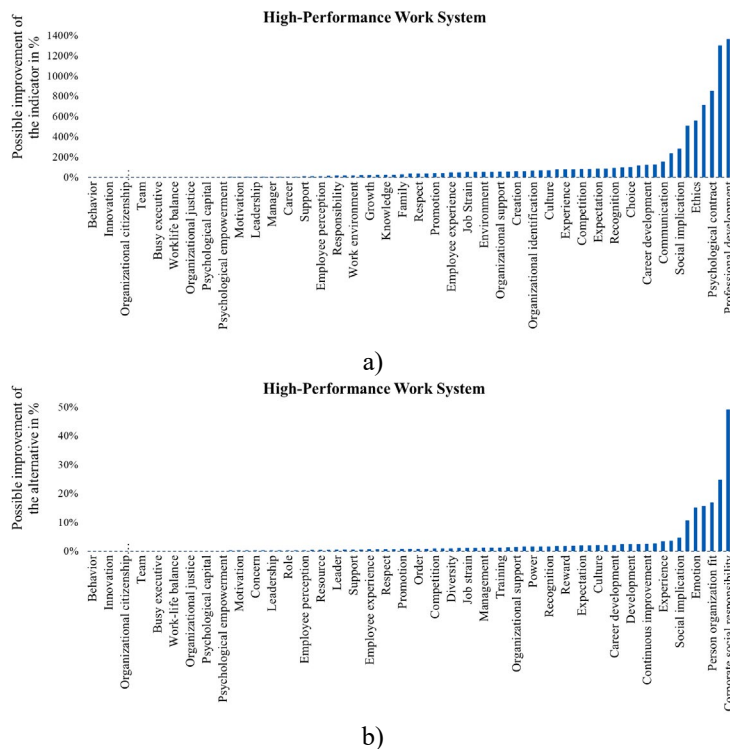 High-Performance Work System
Possible improvement of
the indicator in %
1400%
1200%
1000%
800%
600%
400%
200%
0%
Behavior
Innovation
Organizational citizenship…
Team
Busy executive
Worklife balance
Organizational justice
Psychological capital
Psychological empowerment
Motivation
Leadership
Manager
Career
Support
Employee perception
Responsibility
Work environment
Growth
Knowledge
Family
Respect
Promotion
Employee experience
Job Strain
Environment
Organizational support
Creation
Organizational identification
Culture
Experience
Competition
Expectation
Recognition
Choice
Career development
Communication
Social implication
Ethics
Psychological contract
Professional development
a)
High-Performance Work System
Possible improvement of
the alternative in %
50%
40%
30%
20%
10%
0%
Behavior
Innovation
Organizational citizenship…
Team
Busy executive
Work-life balance
Organizational justice
Psychological capital
Psychological empowerment
Motivation
Concern
Leadership
Role
Employee perception
Resource
Leader
Support
Employee experience
Respect
Promotion
Order
Competition
Diversity
Job strain
Management
Training
Organizational support
Power
Recognition
Reward
Expectation
Culture
Career development
Development
Continuous improvement
Experience
Social implication
Emotion
Person organization fit
Corporate social responsibility
b)